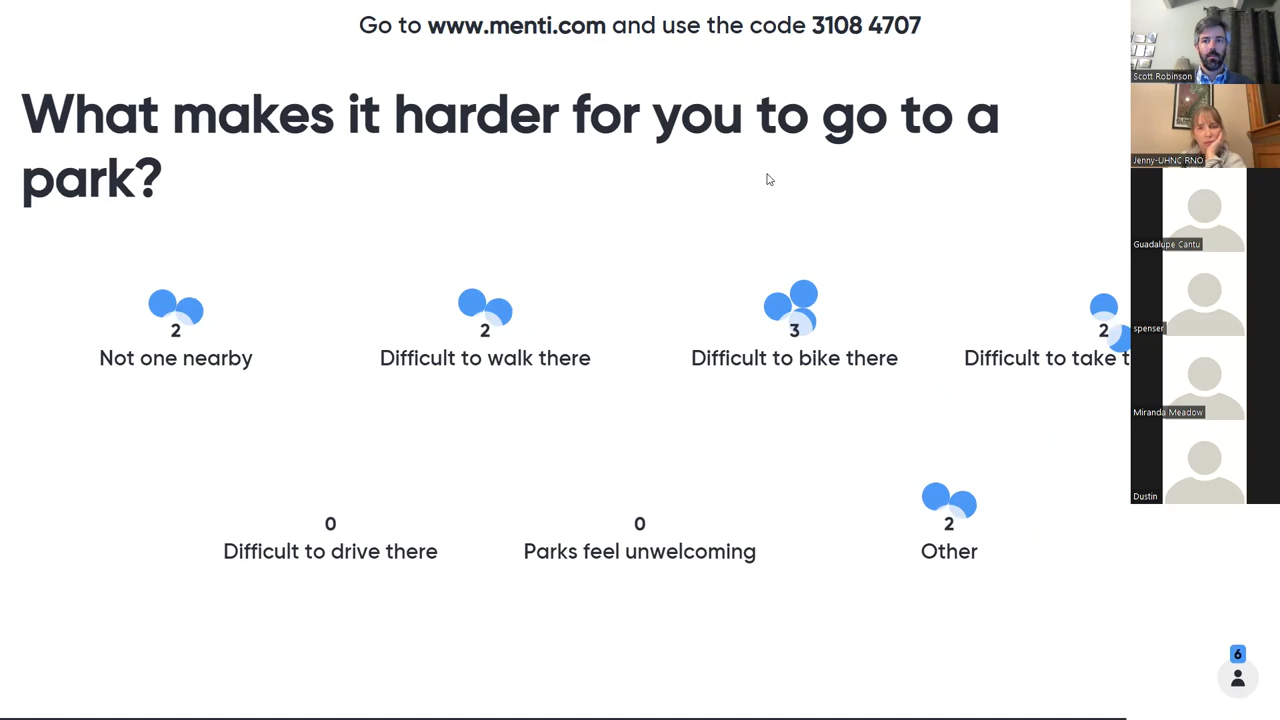 Go to www.menti.com and use the code 3108 4707
What makes it harder for you to go to a
park?
2
Not one nearby
2
Difficult to walk there
3
Difficult to bike there
2
Difficult to take t
0
Difficult to drive there
0
Parks feel unwelcoming
2
Other
Scott Robinson
Jenny-UHNC RNO
Guadalupe Cantu
spenser
Miranda Meadow
Dustin
6